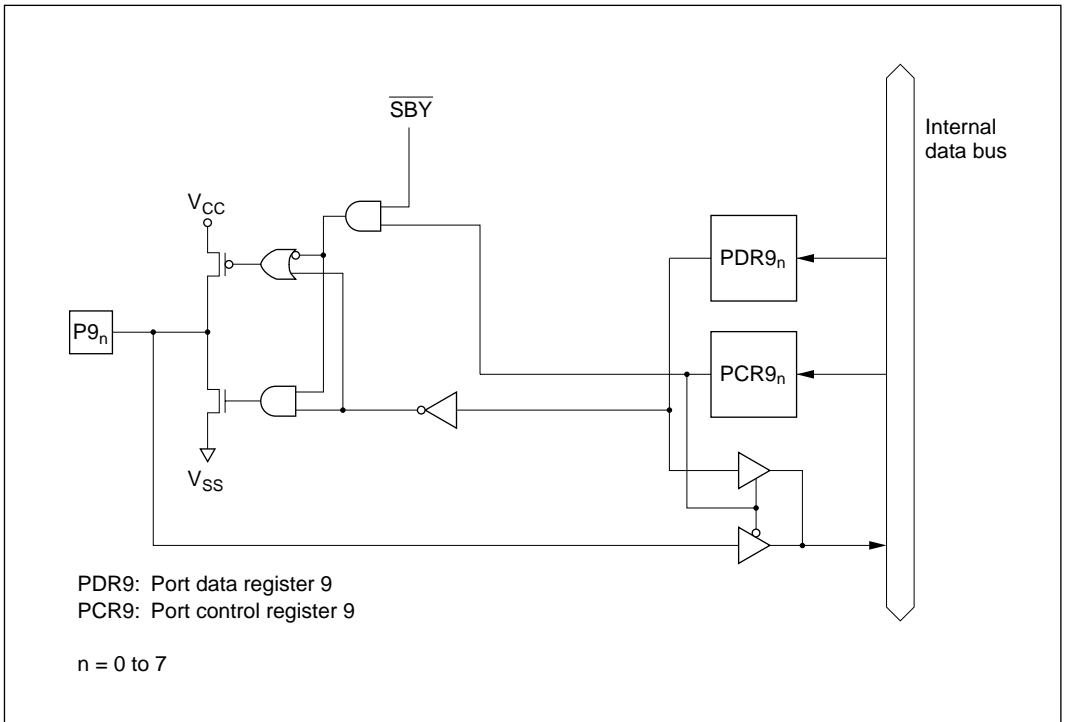 SBY
Internal
data bus
VCC
PDR9n
P9n
PCR9n
VSS
PDR9: Port data register 9
PCR9: Port control register 9
n = 0 to 7